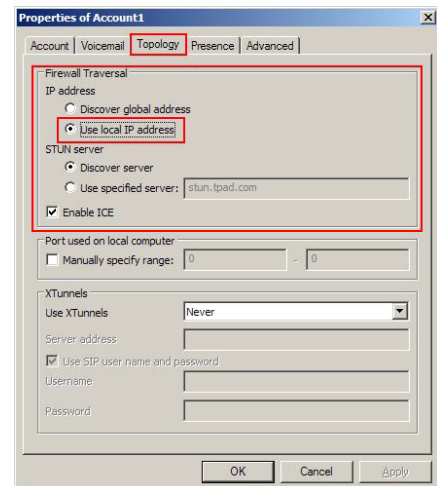 Properties of Account1
Account Voicemail Topology Presence Advanced
Firewall Traversal
IP address
Discover global address
Use local IP address
STUN server
Discover server
Use specified server: stun.tpad.com
Enable ICE
Port used on local computer
Manually specify range: 0 - 0
XTunnels
Use XTunnels Never
Server address
Use SIP user name and password
Username
Password
OK Cancel Apply